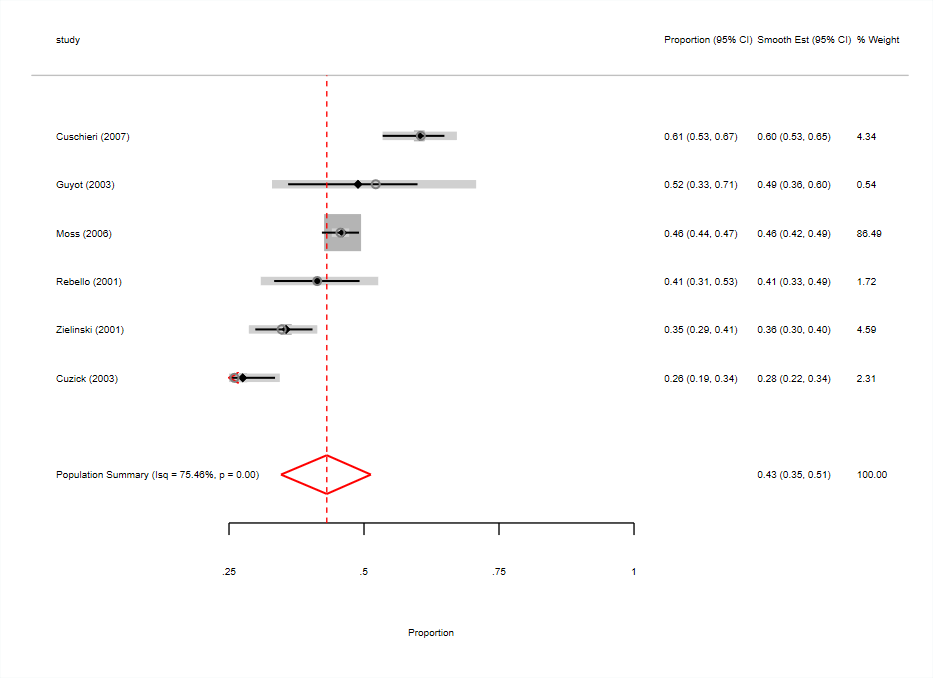 study Proportion (95% CI) Smooth Est (95% CI) % Weight
Cuschieri (2007) 0.61 (0.53, 0.67) 0.60 (0.53, 0.65) 4.34
Guyot (2003) 0.52 (0.33, 0.71) 0.49 (0.36, 0.60) 0.54
Moss (2006) 0.46 (0.44, 0.47) 0.46 (0.42, 0.49) 86.49
Rebello (2001) 0.41 (0.31, 0.53) 0.41 (0.33, 0.49) 1.72
Zielinski (2001) 0.35 (0.29, 0.41) 0.36 (0.30, 0.40) 4.59
Cuzick (2003) 0.26 (0.19, 0.34) 0.28 (0.22, 0.34) 2.31
Population Summary (Isq = 75.46%, p = 0.00) 0.43 (0.35, 0.51) 100.00
.25 .5 .75 1
Proportion